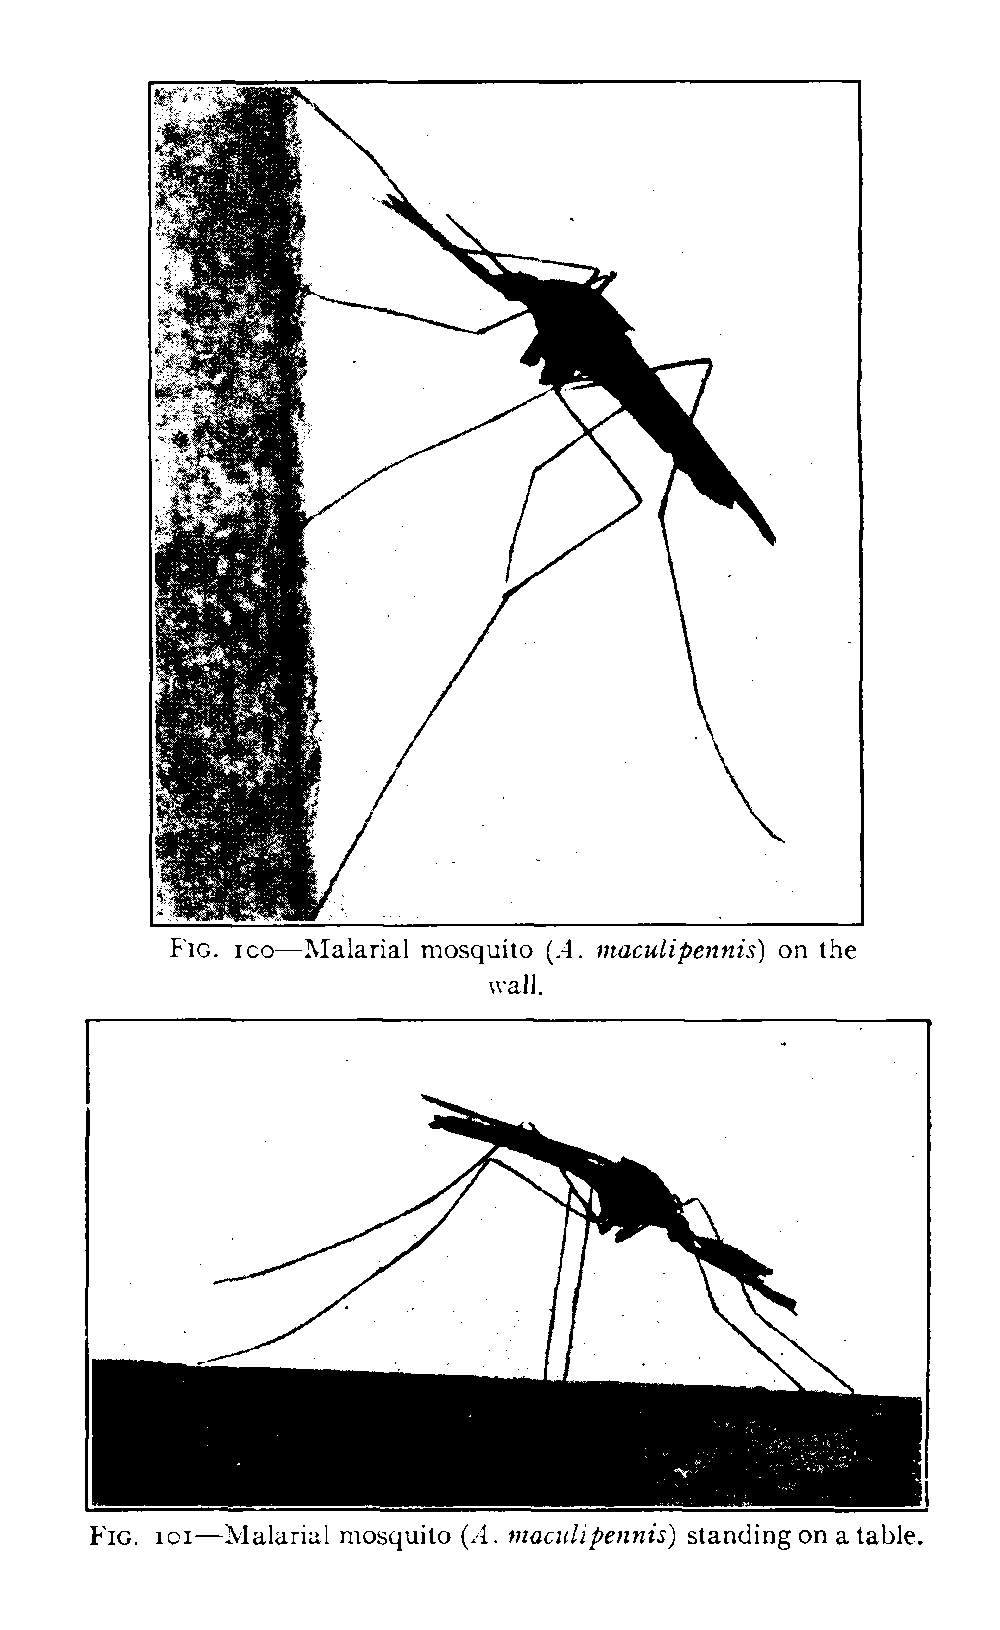 FIG. 100—Malarial mosquito (A. maculipennis) on the
wall.
FIG. 101—Malarial mosquito (A. maculipennis) standing on a table.